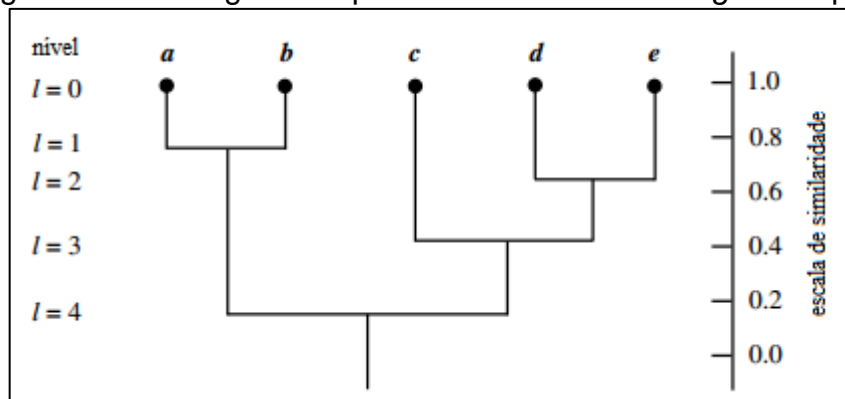 nível a b c d e
l = 0 1.0
l = 1 0.8
l = 2 0.6
l = 3 0.4
l = 4 0.2
0.0
escala de similaridade